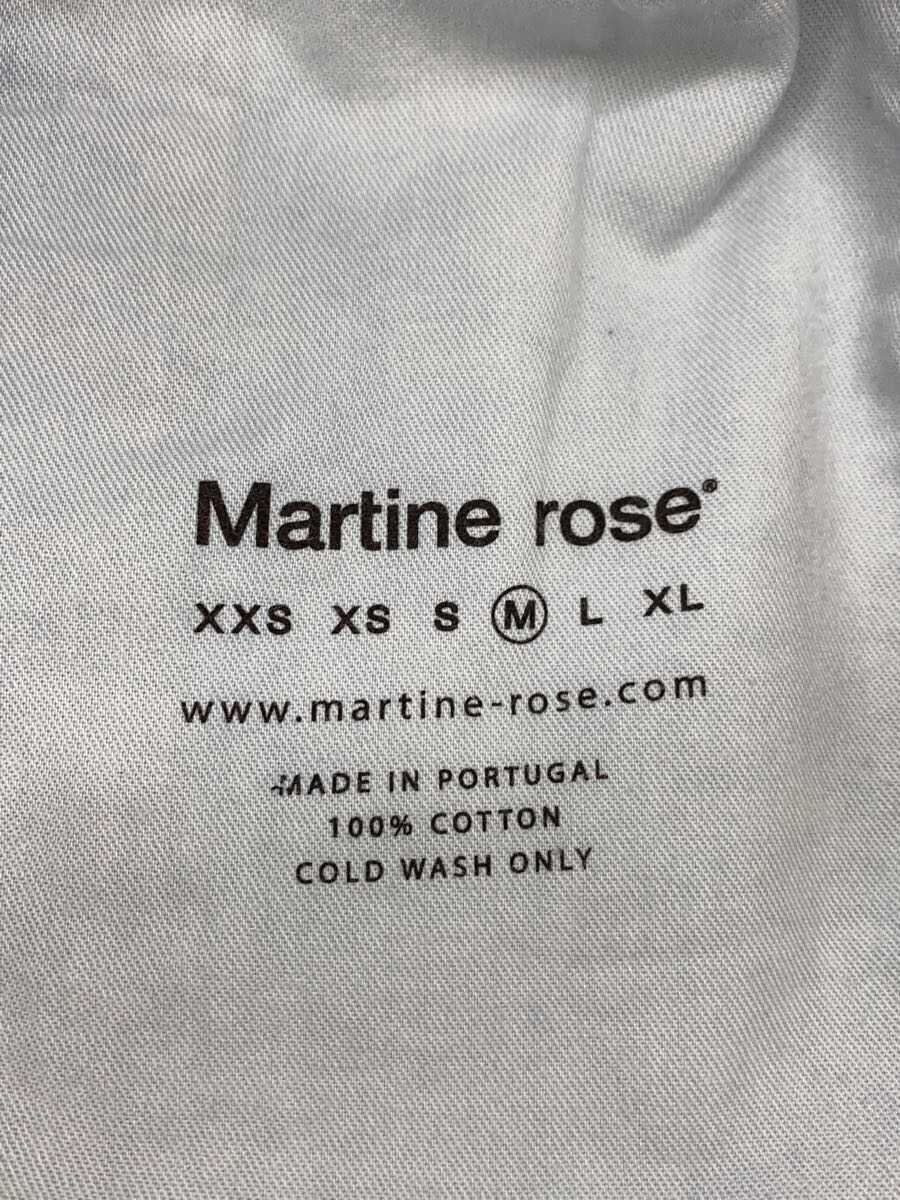 Martine rose®
XXS XS S M L XL
www.martine-rose.com
MADE IN PORTUGAL
100% COTTON
COLD WASH ONLY